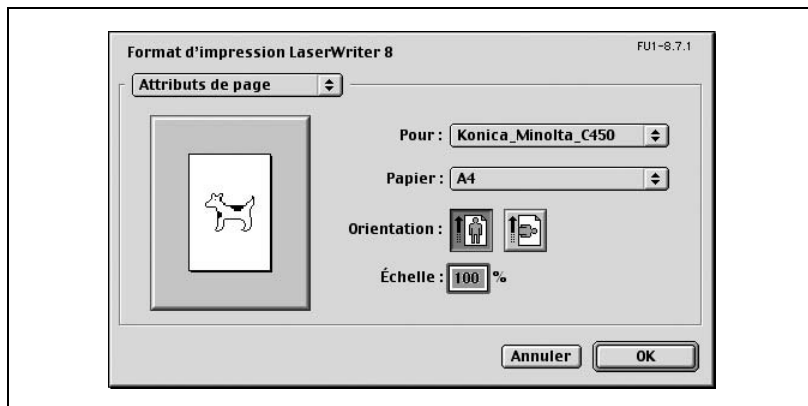 Format d'impression LaserWriter 8
FU1-8.7.1
Attributs de page
Pour : Konica_Minolta_C450
Papier : A4
Orientation :
Échelle : 100 %
Annuler
OK